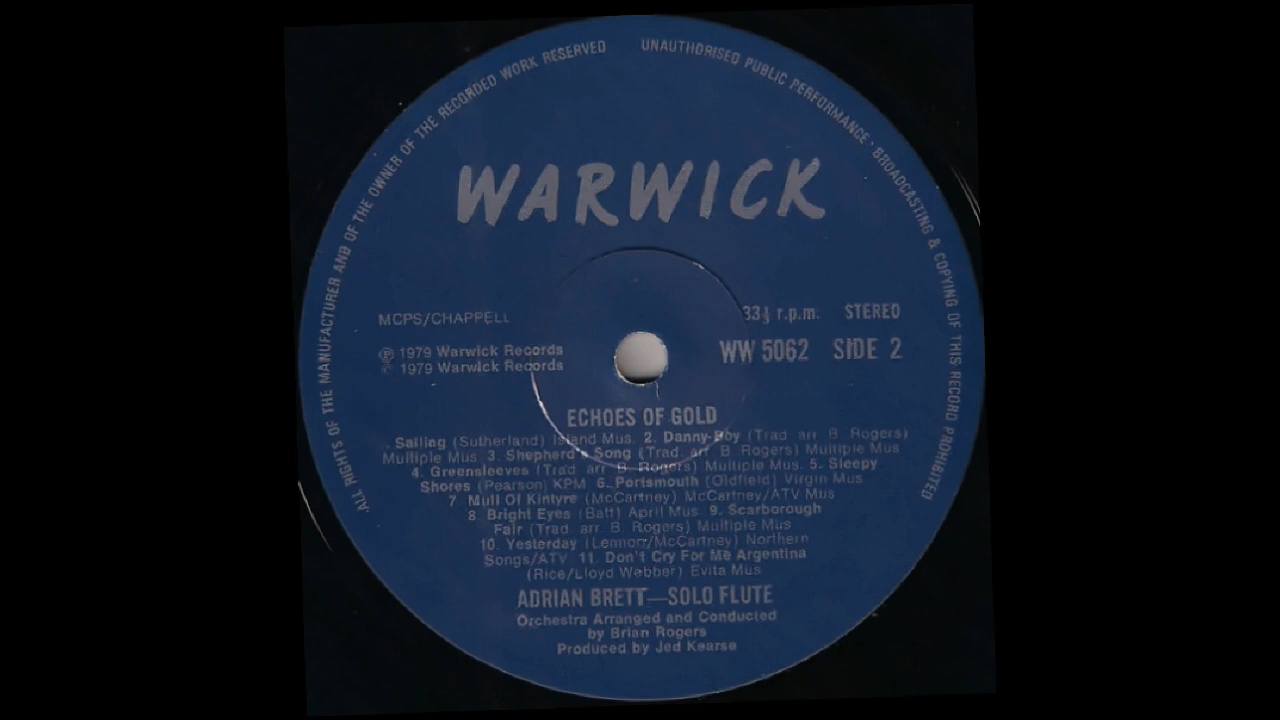 ALL RIGHTS OF THE MANUFACTURER AND OF THE OWNER OF THE RECORDED WORK RESERVED
UNAUTHORISED PUBLIC PERFORMANCE · BROADCASTING & COPYING OF THIS RECORD PROHIBITED
WARWICK
MCPS/CHAPPELL
33⅓ r.p.m. STEREO
℗ 1979 Warwick Records
© 1979 Warwick Records
WW 5062 SIDE 2
ECHOES OF GOLD
. Sailing (Sutherland) Island Mus. 2. Danny Boy (Trad arr B. Rogers)
Multiple Mus. 3. Shepherd's Song (Trad. arr B Rogers) Multiple Mus
4. Greensleeves (Trad arr B Rogers) Multiple Mus. 5. Sleepy
Shores (Pearson) KPM 6. Portsmouth (Oldfield) Virgin Mus
7 Mull Of Kintyre (McCartney) McCartney/ATV Mus
8 Bright Eyes (Batt) April Mus 9. Scarborough
Fair (Trad arr B Rogers) Multiple Mus
10. Yesterday (Lennon/McCartney) Northern
Songs/ATV 11. Don't Cry For Me Argentina
(Rice/Lloyd Webber) Evita Mus
ADRIAN BRETT—SOLO FLUTE
Orchestra Arranged and Conducted
by Brian Rogers
Produced by Jed Kearse